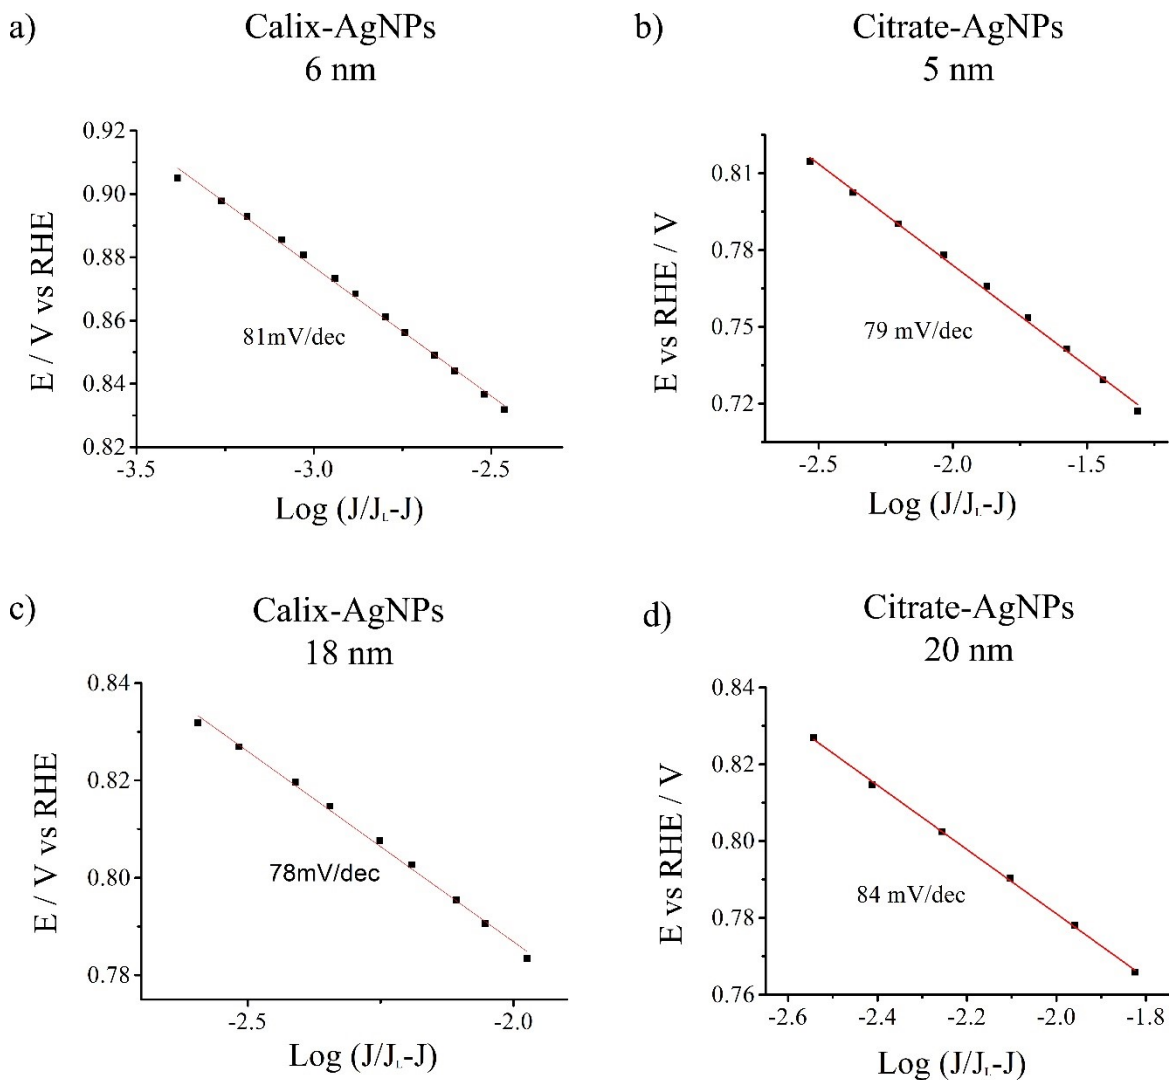 a)
Calix-AgNPs
6 nm
0.92
0.90
0.88
0.86
0.84
0.82
E / V vs RHE
81mV/dec
-3.5
-3.0
-2.5
Log (J/JL-J)
b)
Citrate-AgNPs
5 nm
0.81
0.78
0.75
0.72
E vs RHE / V
79 mV/dec
-2.5
-2.0
-1.5
Log (J/JL-J)
c)
Calix-AgNPs
18 nm
0.84
0.82
0.80
0.78
E / V vs RHE
78mV/dec
-2.5
-2.0
Log (J/JL-J)
d)
Citrate-AgNPs
20 nm
0.84
0.82
0.80
0.78
0.76
E vs RHE / V
84 mV/dec
-2.6
-2.4
-2.2
-2.0
-1.8
Log (J/JL-J)